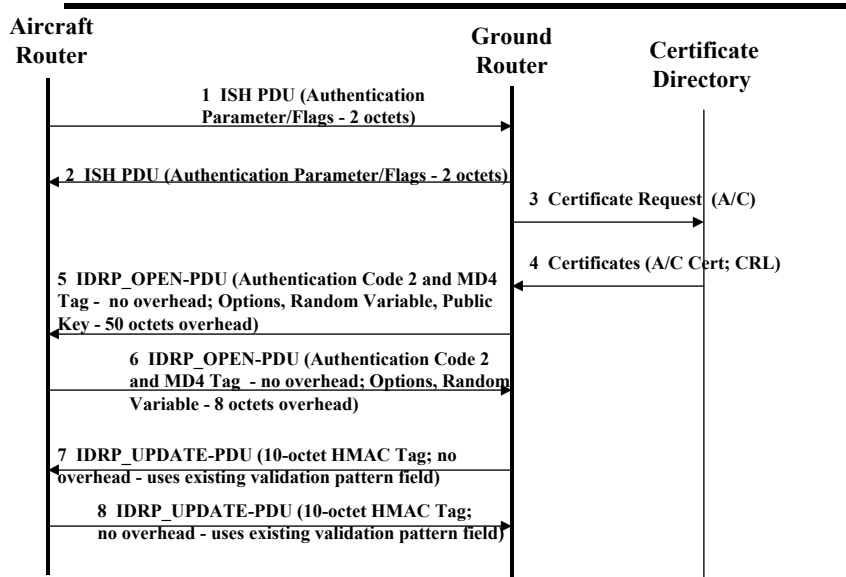 Aircraft
Router
Ground
Router
Certificate
Directory
1 ISH PDU (Authentication
Parameter/Flags - 2 octets)
2 ISH PDU (Authentication Parameter/Flags - 2 octets)
3 Certificate Request (A/C)
4 Certificates (A/C Cert; CRL)
5 IDRP_OPEN-PDU (Authentication Code 2 and MD4
Tag - no overhead; Options, Random Variable, Public
Key - 50 octets overhead)
6 IDRP_OPEN-PDU (Authentication Code 2
and MD4 Tag - no overhead; Options, Random
Variable - 8 octets overhead)
7 IDRP_UPDATE-PDU (10-octet HMAC Tag; no
overhead - uses existing validation pattern field)
8 IDRP_UPDATE-PDU (10-octet HMAC Tag;
no overhead - uses existing validation pattern field)